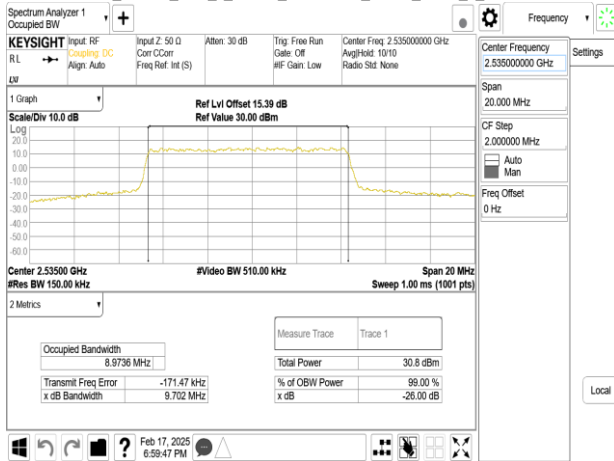 Spectrum Analyzer 1
Occupied BW
+
Frequency
KEYSIGHT
RL
LXI
Input: RF
Coupling: DC
Align: Auto
Input Z: 50 Ω
Corr CCorr
Freq Ref: Int (S)
Atten: 30 dB
Trig: Free Run
Gate: Off
#IF Gain: Low
Center Freq: 2.535000000 GHz
Avg|Hold: 10/10
Radio Std: None
Center Frequency
2.535000000 GHz
Settings
Span
20.000 MHz
CF Step
2.000000 MHz
Auto
Man
Freq Offset
0 Hz
Local
1 Graph
Scale/Div 10.0 dB
Ref Lvl Offset 15.39 dB
Ref Value 30.00 dBm
Log
20.0
10.0
0.00
-10.0
-20.0
-30.0
-40.0
-50.0
-60.0
Center 2.53500 GHz
#Video BW 510.00 kHz
Span 20 MHz
#Res BW 150.00 kHz
Sweep 1.00 ms (1001 pts)
2 Metrics
Measure Trace Trace 1
Occupied Bandwidth
8.9736 MHz
Total Power 30.8 dBm
Transmit Freq Error -171.47 kHz
% of OBW Power 99.00 %
x dB Bandwidth 9.702 MHz
x dB -26.00 dB
?
Feb 17, 2025
6:59:47 PM